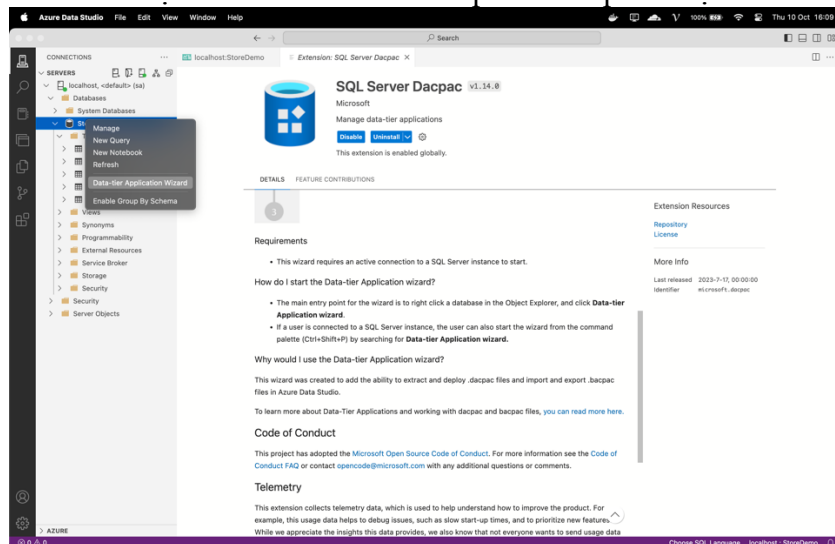 Azure Data Studio File Edit View Window Help
100% Thu 10 Oct 16:09
Search
CONNECTIONS
localhost:StoreDemo
Extension: SQL Server Dacpac
SERVERS
localhost, <default> (sa)
Databases
System Databases
Manage
New Query
New Notebook
Refresh
Data-tier Application Wizard
Enable Group By Schema
Views
Synonyms
Programmability
External Resources
Service Broker
Storage
Security
Security
Server Objects
AZURE
SQL Server Dacpac v1.14.0
Microsoft
Manage data-tier applications
Disable Uninstall
This extension is enabled globally.
DETAILS FEATURE CONTRIBUTIONS
3
Requirements
• This wizard requires an active connection to a SQL Server instance to start.
How do I start the Data-tier Application wizard?
• The main entry point for the wizard is to right click a database in the Object Explorer, and click Data-tier
Application wizard.
• If a user is connected to a SQL Server instance, the user can also start the wizard from the command
palette (Ctrl+Shift+P) by searching for Data-tier Application wizard.
Why would I use the Data-tier Application wizard?
This wizard was created to add the ability to extract and deploy .dacpac files and import and export .bacpac
files in Azure Data Studio.
To learn more about Data-Tier Applications and working with dacpac and bacpac files, you can read more here.
Code of Conduct
This project has adopted the Microsoft Open Source Code of Conduct. For more information see the Code of
Conduct FAQ or contact opencode@microsoft.com with any additional questions or comments.
Telemetry
This extension collects telemetry data, which is used to help understand how to improve the product. For
example, this usage data helps to debug issues, such as slow start-up times, and to prioritize new features.
While we appreciate the insights this data provides, we also know that not everyone wants to send usage data
Extension Resources
Repository
License
More Info
Last released 2023-7-17, 00:00:00
Identifier microsoft.dacpac
0 0
Choose SQL Language localhost : StoreDemo